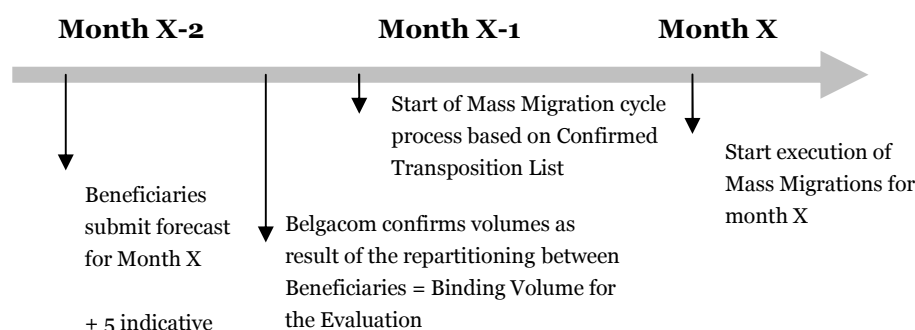 Month X-2
Month X-1
Month X
Start of Mass Migration cycle
process based on Confirmed
Transposition List
Start execution of
Mass Migrations for
month X
Beneficiaries
submit forecast
for Month X
+ 5 indicative
Belgacom confirms volumes as
result of the repartitioning between
Beneficiaries = Binding Volume for
the Evaluation